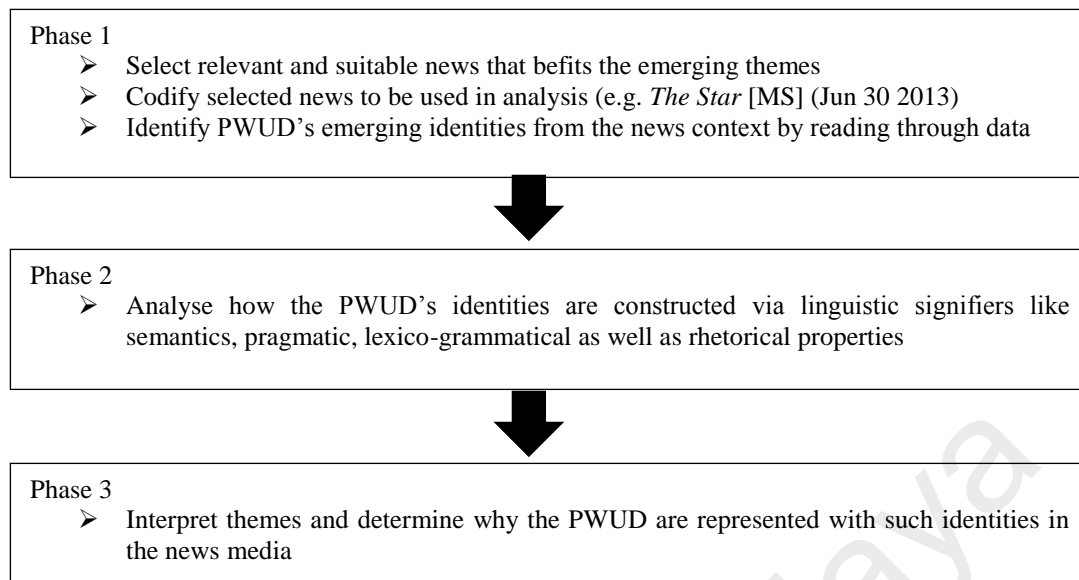 Phase 1
➢ Select relevant and suitable news that befits the emerging themes
➢ Codify selected news to be used in analysis (e.g. The Star [MS] (Jun 30 2013)
➢ Identify PWUD's emerging identities from the news context by reading through data
Phase 2
➢ Analyse how the PWUD's identities are constructed via linguistic signifiers like
semantics, pragmatic, lexico-grammatical as well as rhetorical properties
Phase 3
➢ Interpret themes and determine why the PWUD are represented with such identities in
the news media
aya